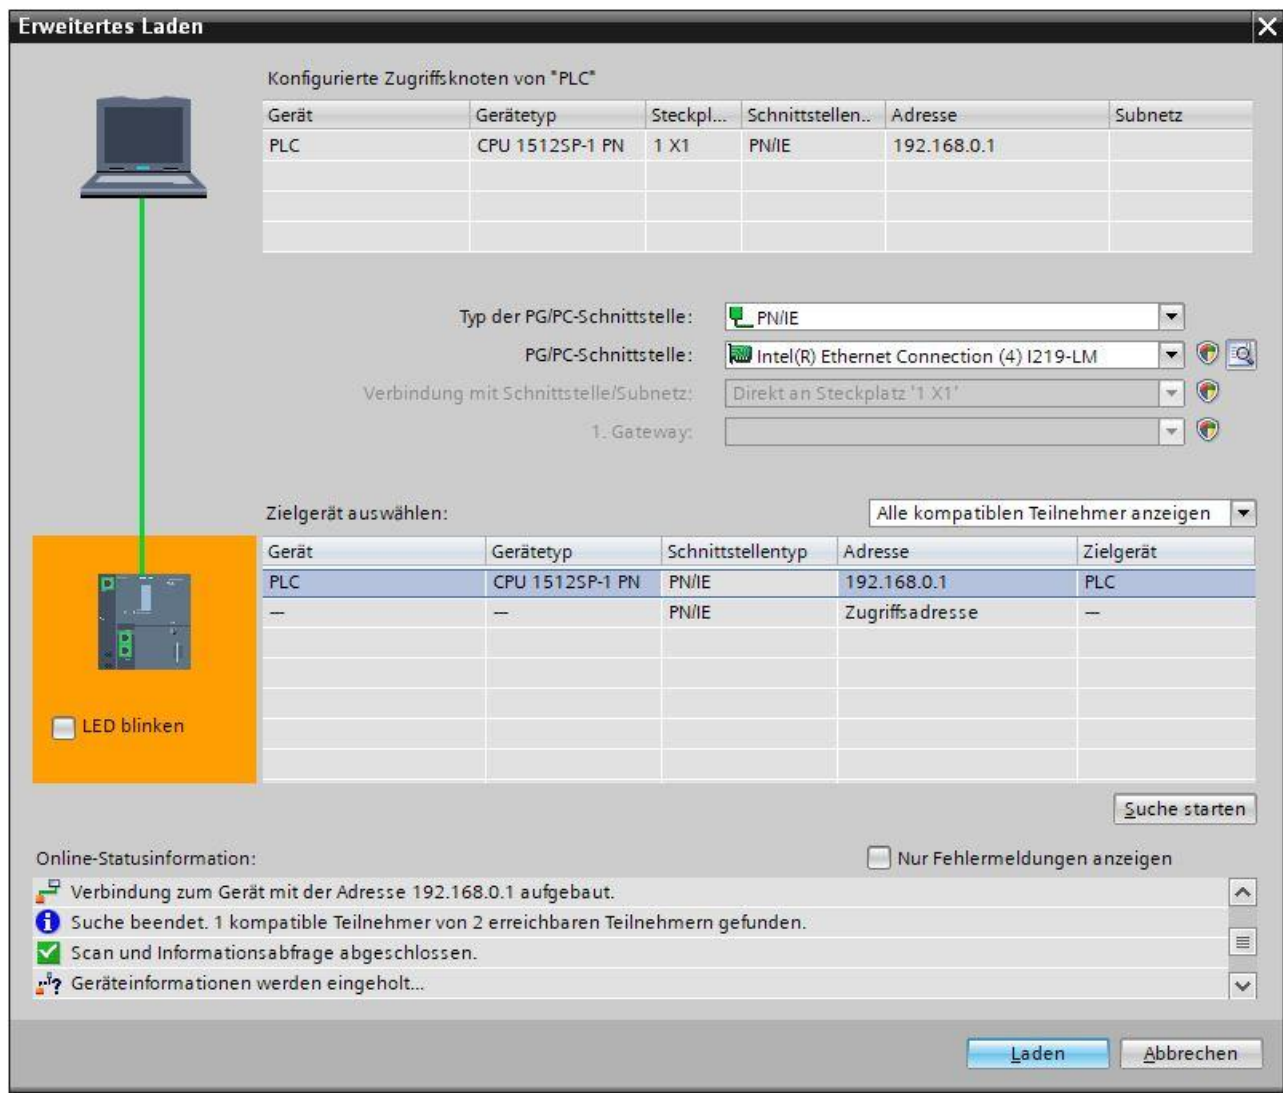 Erweitertes Laden
Konfigurierte Zugriffsknoten von "PLC"
Gerät Gerätetyp Steckpl... Schnittstellen.. Adresse Subnetz
PLC CPU 1512SP-1 PN 1 X1 PN/IE 192.168.0.1
Typ der PG/PC-Schnittstelle: PN/IE
PG/PC-Schnittstelle: Intel(R) Ethernet Connection (4) I219-LM
Verbindung mit Schnittstelle/Subnetz: Direkt an Steckplatz '1 X1'
1. Gateway:
Zielgerät auswählen: Alle kompatiblen Teilnehmer anzeigen
Gerät Gerätetyp Schnittstellentyp Adresse Zielgerät
PLC CPU 1512SP-1 PN PN/IE 192.168.0.1 PLC
— — PN/IE Zugriffsadresse —
LED blinken
Suche starten
Online-Statusinformation: Nur Fehlermeldungen anzeigen
Verbindung zum Gerät mit der Adresse 192.168.0.1 aufgebaut.
Suche beendet. 1 kompatible Teilnehmer von 2 erreichbaren Teilnehmern gefunden.
Scan und Informationsabfrage abgeschlossen.
Geräteinformationen werden eingeholt...
Laden Abbrechen